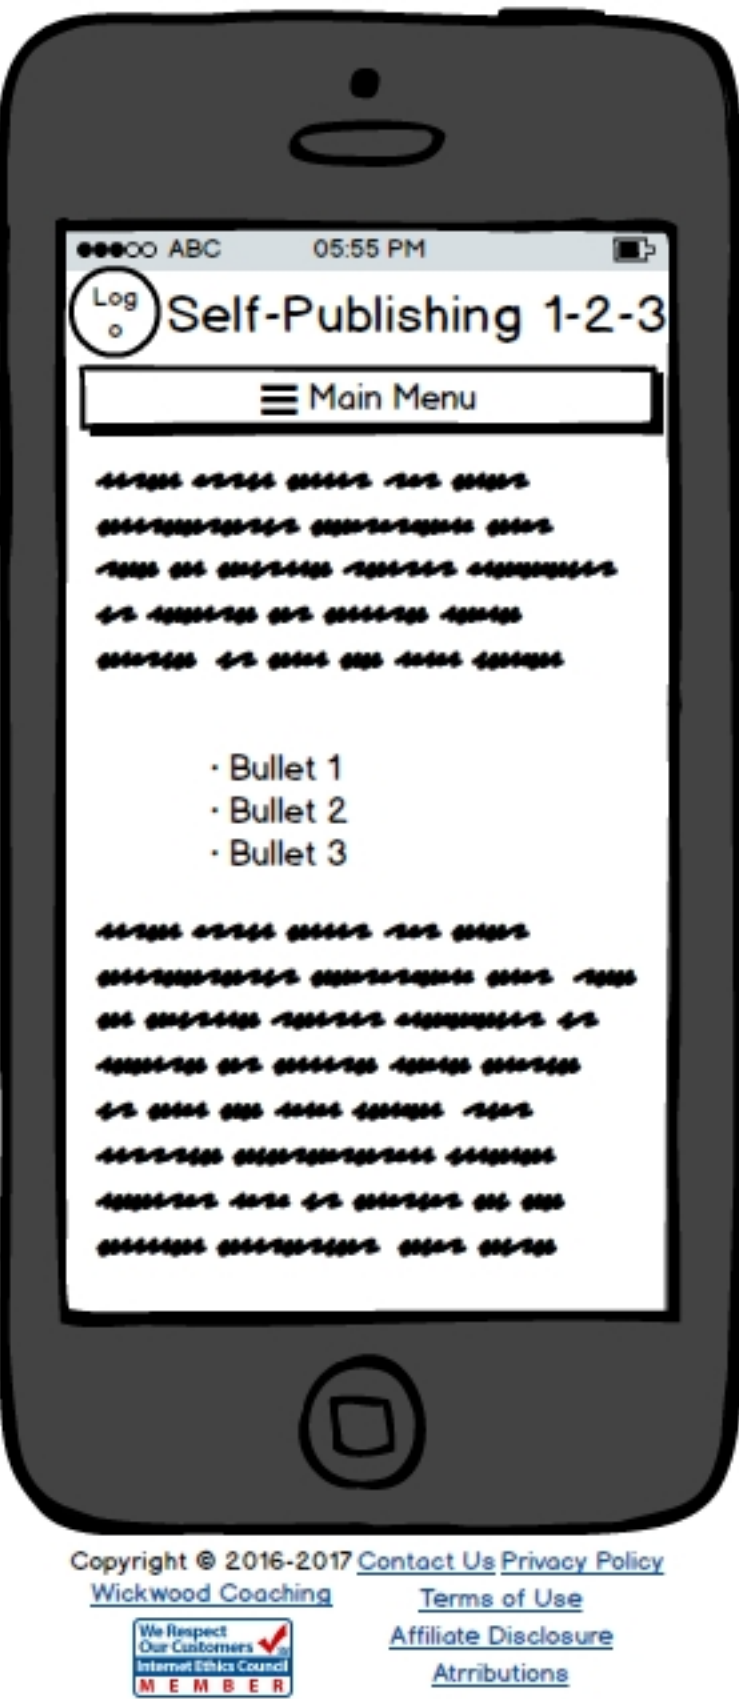 ABC 05:55 PM
Log
o
Self-Publishing 1-2-3
Main Menu
· Bullet 1
· Bullet 2
· Bullet 3
Copyright © 2016-2017 Contact Us Privacy Policy
Wickwood Coaching Terms of Use
We Respect
Our Customers
Internet Ethics Council
MEMBER
Affiliate Disclosure
Atrributions